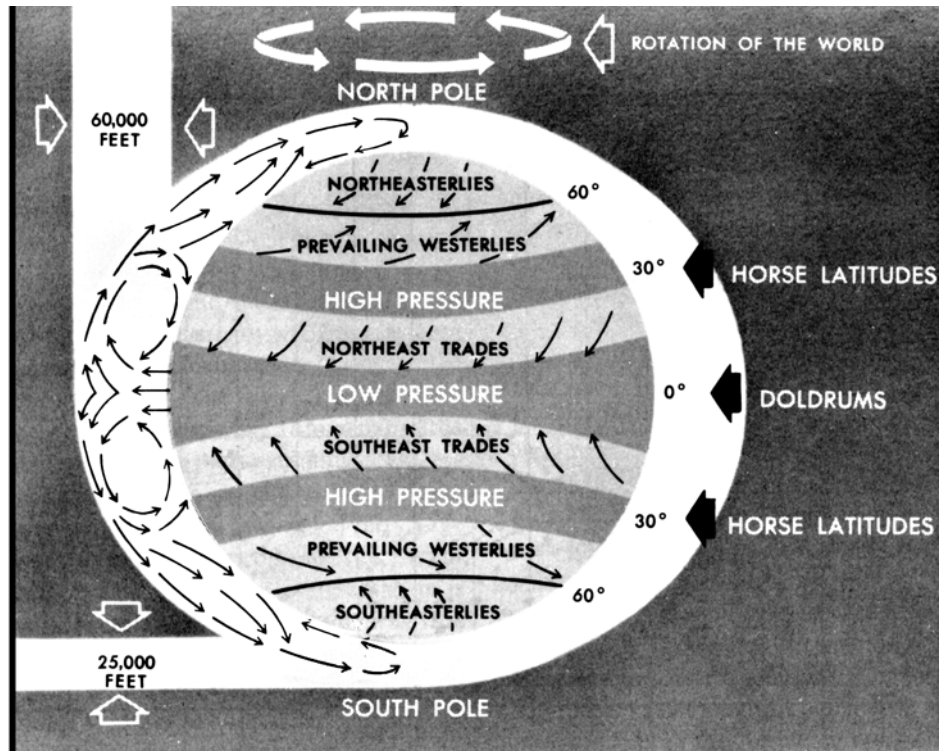 ROTATION OF THE WORLD
NORTH POLE
60,000
FEET
NORTHEASTERLIES
60°
PREVAILING WESTERLIES
30°
HORSE LATITUDES
HIGH PRESSURE
NORTHEAST TRADES
LOW PRESSURE
0°
DOLDRUMS
SOUTHEAST TRADES
HIGH PRESSURE
30°
HORSE LATITUDES
PREVAILING WESTERLIES
60°
SOUTHEASTERLIES
25,000
FEET
SOUTH POLE